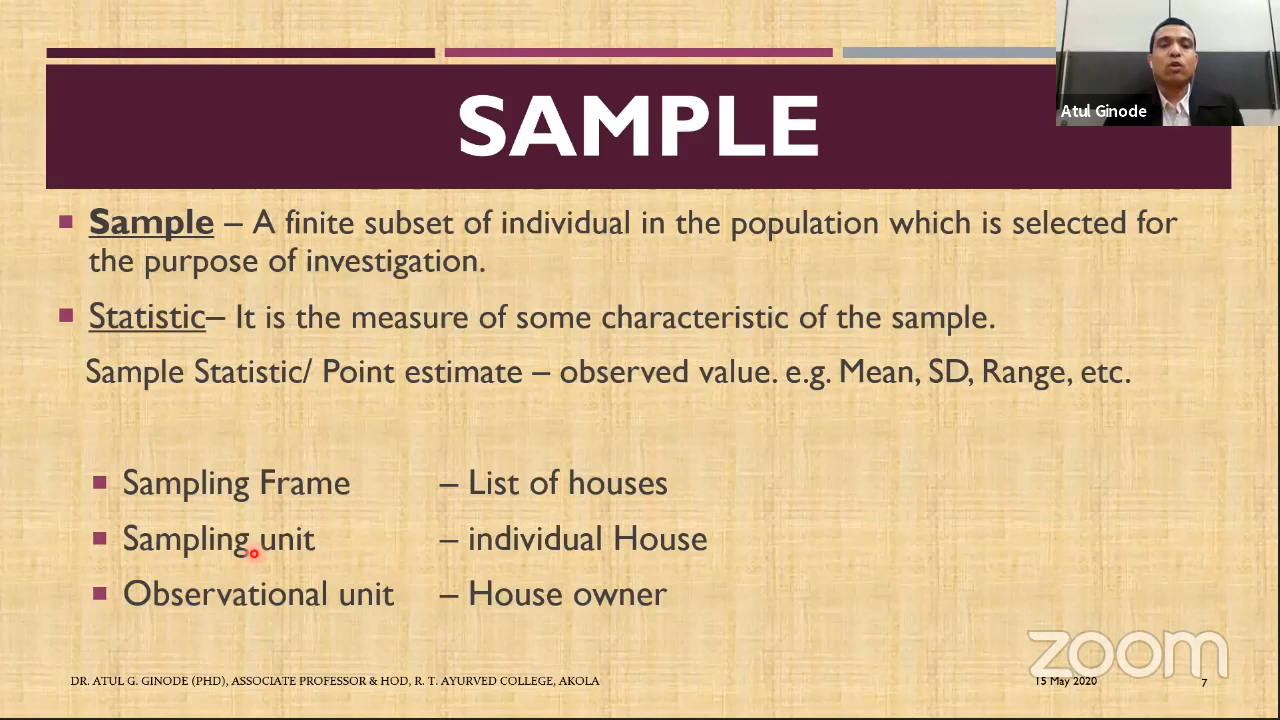 SAMPLE
Atul Ginode
Sample – A finite subset of individual in the population which is selected for
the purpose of investigation.
Statistic– It is the measure of some characteristic of the sample.
Sample Statistic/ Point estimate – observed value. e.g. Mean, SD, Range, etc.
Sampling Frame – List of houses
Sampling unit – individual House
Observational unit – House owner
zoom
DR. ATUL G. GINODE (PHD), ASSOCIATE PROFESSOR & HOD, R. T. AYURVED COLLEGE, AKOLA 15 May 2020 7